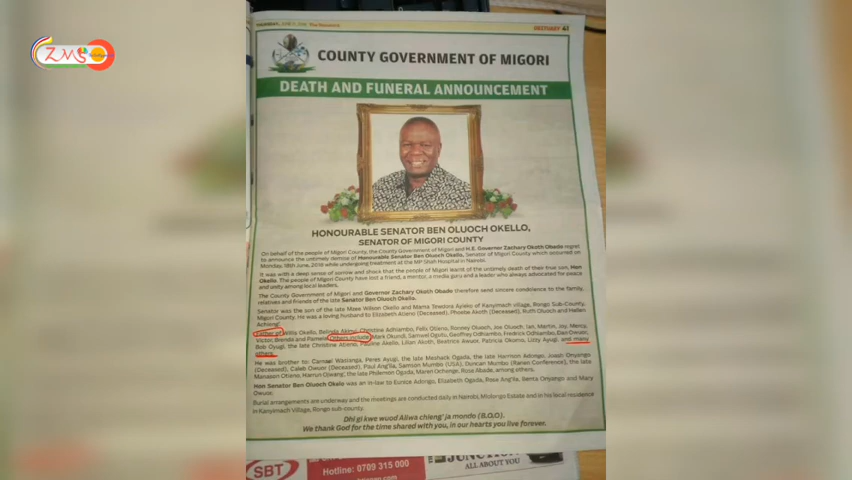 ZMs
The Standard
OBITUARY
COUNTY GOVERNMENT OF MIGORI
DEATH AND FUNERAL ANNOUNCEMENT
HONOURABLE SENATOR BEN OLUOCH OKELLO,
SENATOR OF MIGORI COUNTY
On behalf of the people of Migori County, the County Government of Migori and H.E. Governor Zachary Okoth Obado regret
to announce the untimely demise of Honourable Senator Ben Oluoch Okello, Senator of Migori County which occurred on
Monday, 18th June, 2018 while undergoing treatment at the MP Shah Hospital in Nairobi.
It was with a deep sense of sorrow and shock that the people of Migori learnt of the untimely death of their true son, Hon
Okello. The people of Migori County have lost a friend, a mentor, a media guru and a leader who always advocated for peace
and unity among local leaders.
The County Government of Migori and Governor Zachary Okoth Obado therefore send sincere condolence to the family,
relatives and friends of the late Senator Ben Oluoch Okello.
Senator was the son of the late Mzee Wilson Okello and Mama Tenedora Ayieko of Kanyimach village, Rongo Sub-County,
Migori County. He was a loving husband to Elizabeth Atieno (Deceased), Phoebe Akoth (Deceased), Ruth Oluoch and Hellen
Achieng'
Father of Willis Okello, Belinda Akinyi, Christine Adhiambo, Felix Otieno, Rooney Oluoch, Joe Oluoch, Ian, Martin, Jay, Mercy,
Victor, Brenda and Pamela. Others include Mark Okundi, Samuel Ogutu, Geoffrey Odhiambo, Fredrick Ochiambo, Dan Owuor,
Bob Oyugi, the late Christine Atieno, Pauline Akello, Lilian Akoth, Beatrice Awuor, Patricia Okomo, Lizzy Ayugi and many
others.
He was brother to: Watianga, Peres Ayugi, the late Meshack Ogada, the late Harrison Adongo, Joash Onyango
(Deceased), Caleb Owuor (Deceased), Paul Ang'ila, Samson Mumbix (USA), Duncan Mumbo (Ranen Conference), the late
Manasseh Otieno, Harrun Ojwang', the late Philemon Ogada, Maren Ochenge, Rose Abade, among others.
Hon Senator Ben Oluoch Okello was an in-law to Eunice Adongo, Elizabeth Ogada, Rose Ang'ila, Benta Onyango and Mary
Owuor.
Burial arrangements are underway and the meetings are conducted daily in Nairobi, Mlolongo Estate and in his local residence
in Kanyimach Village, Rongo sub-county.
Dhi gi kwe wuod Aliwa chieng' ja mondo (B.O.O).
We thank God for the time shared with you, in our hearts you live forever.
SBT
Hotline: 0709 315 000
JUNCTION
ALL ABOUT YOU